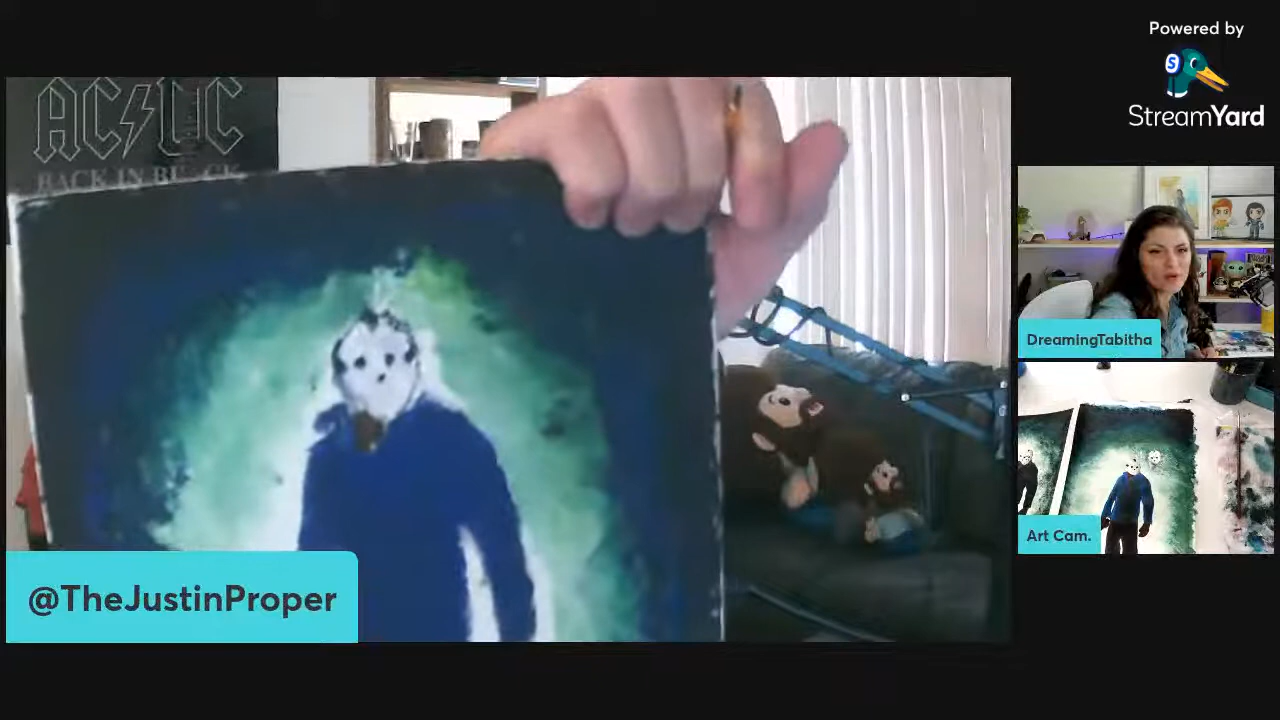 Powered by
StreamYard
AC⚡DC
BACK IN BLACK
DreamingTabitha
Art Cam.
@TheJustinProper